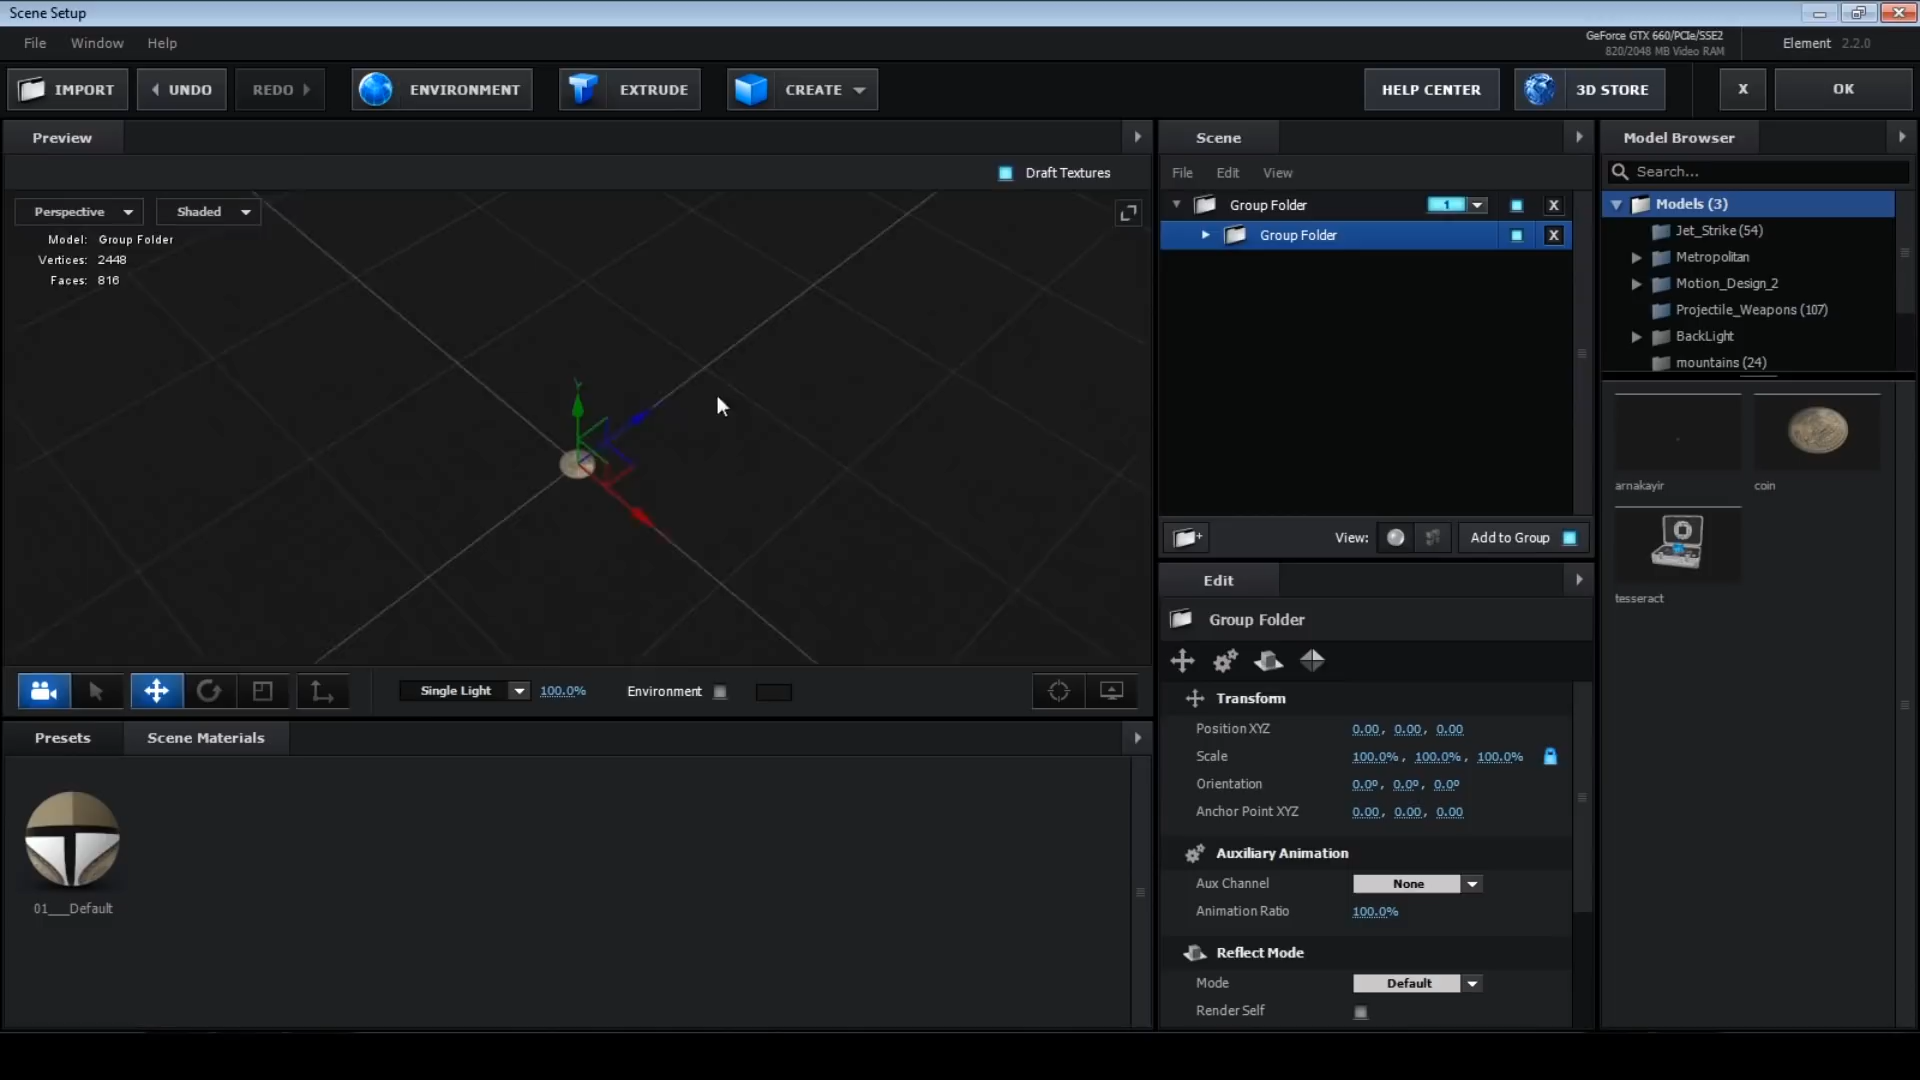 Scene Setup
File Window Help
GeForce GTX 660/PCIe/SSE2
820/2048 MB Video RAM
Element 2.2.0
IMPORT UNDO REDO ENVIRONMENT EXTRUDE CREATE HELP CENTER 3D STORE X OK
Preview
Draft Textures
Perspective Shaded
Model: Group Folder
Vertices: 2448
Faces: 816
Y
Single Light 100.0% Environment
Presets Scene Materials
01___Default
Scene
File Edit View
Group Folder 1 X
Group Folder X
View: Add to Group
Edit
Group Folder
Transform
Position XYZ 0.00, 0.00, 0.00
Scale 100.0%, 100.0%, 100.0%
Orientation 0.0º, 0.0º, 0.0º
Anchor Point XYZ 0.00, 0.00, 0.00
Auxiliary Animation
Aux Channel None
Animation Ratio 100.0%
Reflect Mode
Mode Default
Render Self
Model Browser
Search...
Models (3)
Jet_Strike (54)
Metropolitan
Motion_Design_2
Projectile_Weapons (107)
BackLight
mountains (24)
arnakayir coin
tesseract